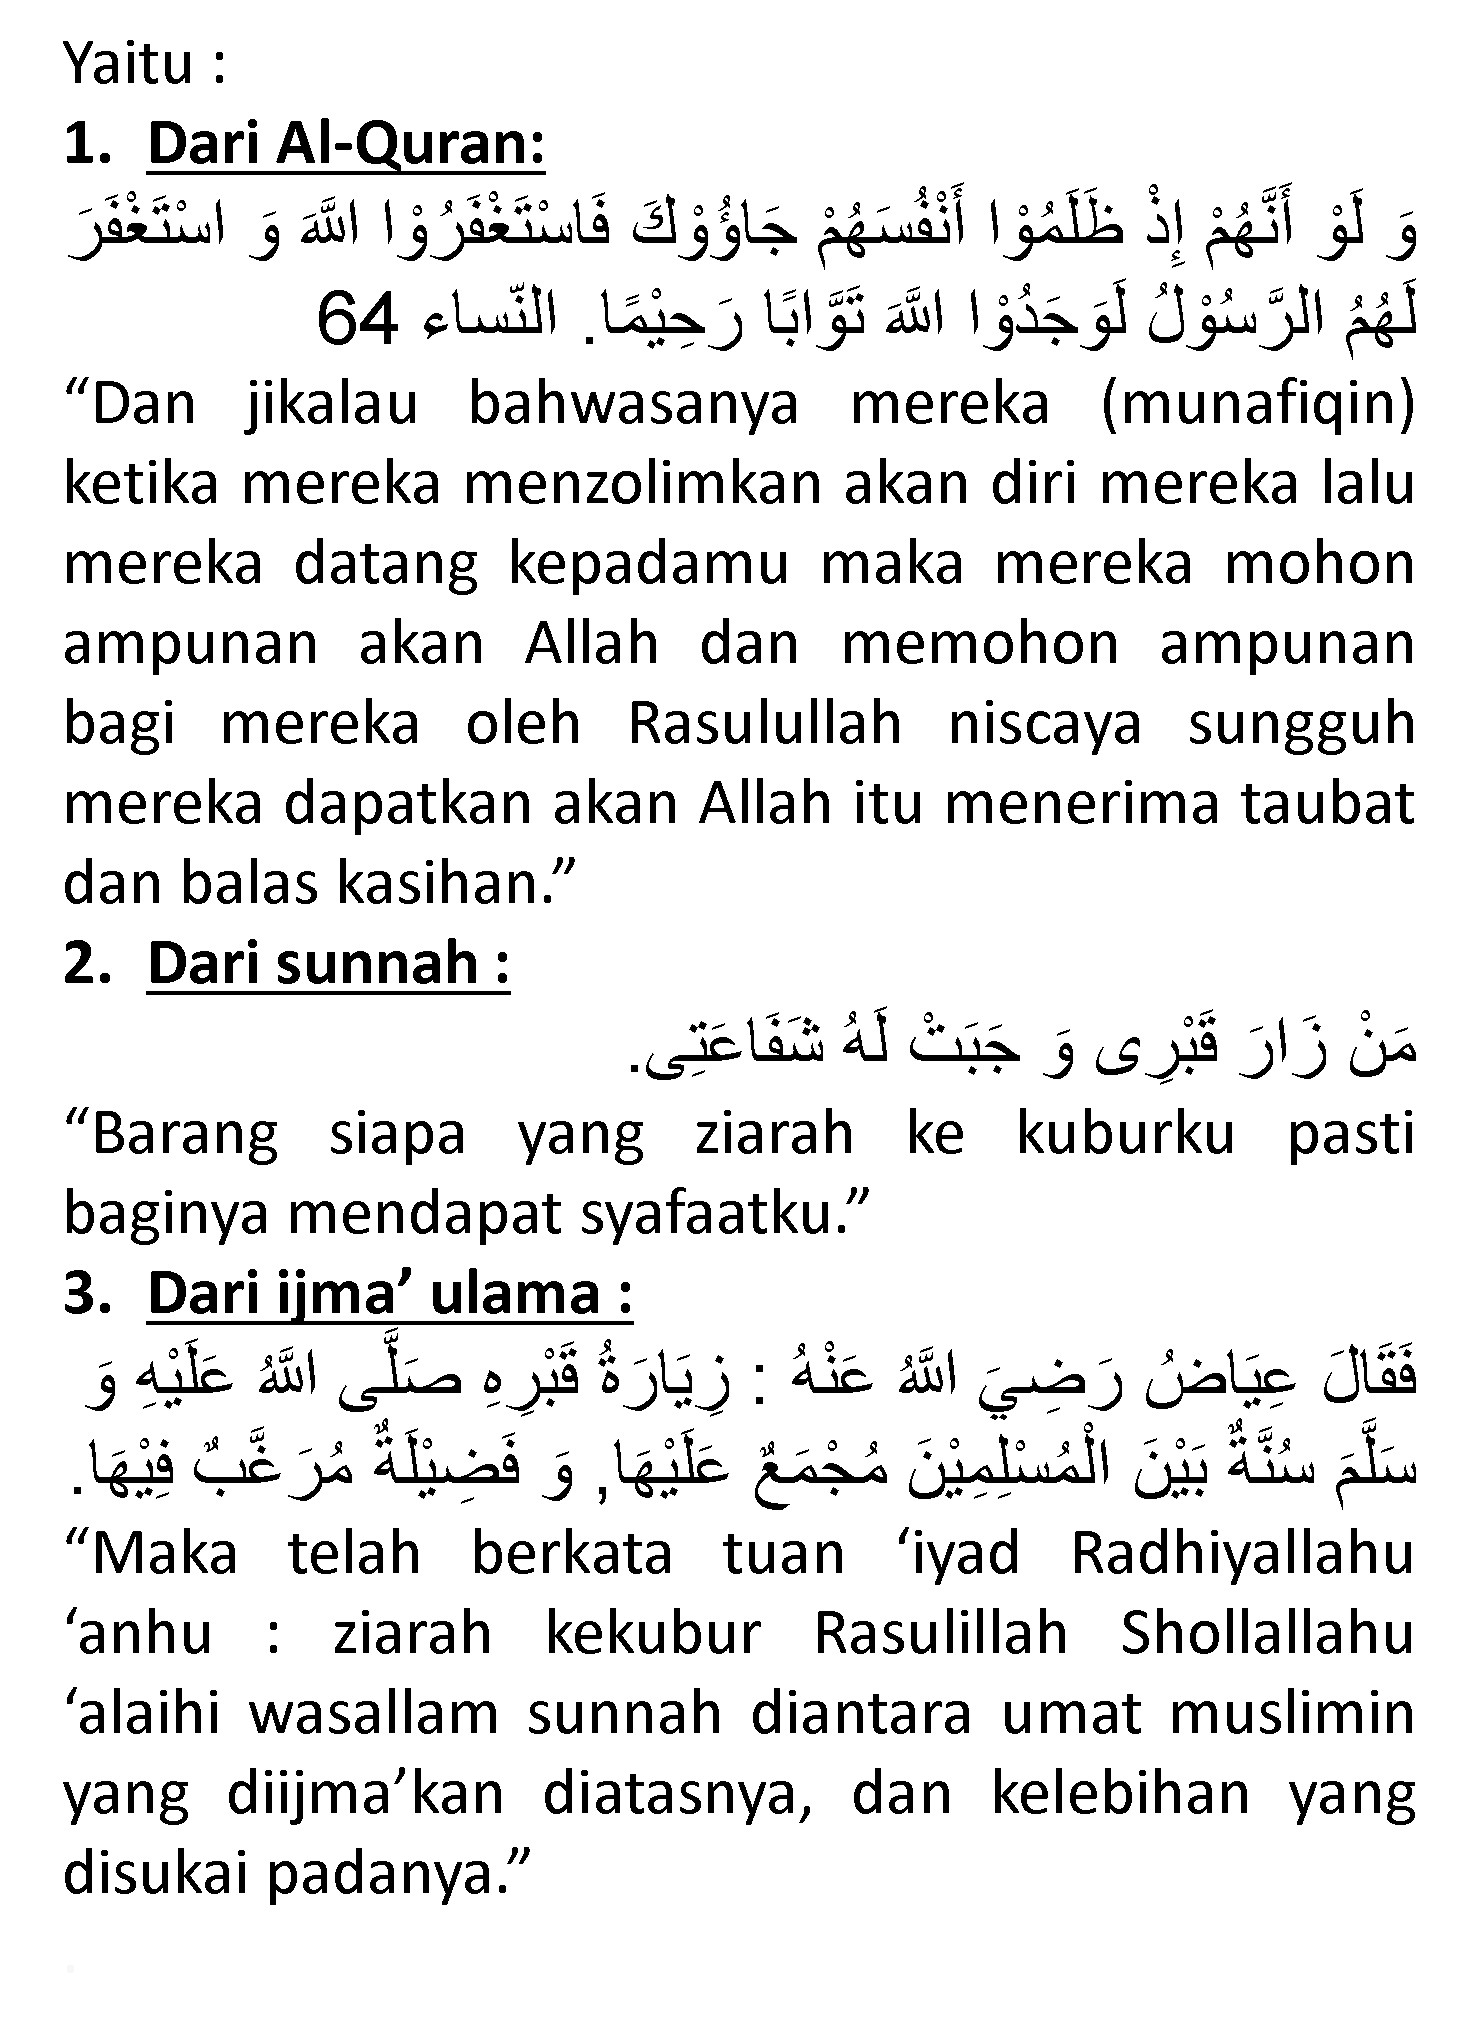 Yaitu :
1. Dari Al-Quran:
وَ لَوْ أَنَّهُمْ إِذْ ظَلَمُوْا أَنْفُسَهُمْ جَاؤُوْكَ فَاسْتَغْفَرُوْا اللهَ وَ اسْتَغْفَرَ
لَهُمُ الرَّسُوْلُ لَوَجَدُوْا اللهَ تَوَّابًا رَحِيْمًا. النّساء 64
“Dan jikalau bahwasanya mereka (munafiqin)
ketika mereka menzolimkan akan diri mereka lalu
mereka datang kepadamu maka mereka mohon
ampunan akan Allah dan memohon ampunan
bagi mereka oleh Rasulullah niscaya sungguh
mereka dapatkan akan Allah itu menerima taubat
dan balas kasihan.”
2. Dari sunnah :
مَنْ زَارَ قَبْرِى وَ جَبَتْ لَهُ شَفَاعَتِى.
“Barang siapa yang ziarah ke kuburku pasti
baginya mendapat syafaatku.”
3. Dari ijma’ ulama :
فَقَالَ عِيَاضُ رَضِيَ اللهُ عَنْهُ : زِيَارَةُ قَبْرِهِ صَلَّى اللهُ عَلَيْهِ وَ
سَلَّمَ سُنَّةٌ بَيْنَ الْمُسْلِمِيْنَ مُجْمَعٌ عَلَيْهَا, وَ فَضِيْلَةٌ مُرَغَّبٌ فِيْهَا.
“Maka telah berkata tuan ‘iyad Radhiyallahu
‘anhu : ziarah kekubur Rasulillah Shollallahu
‘alaihi wasallam sunnah diantara umat muslimin
yang diijma’kan diatasnya, dan kelebihan yang
disukai padanya.”